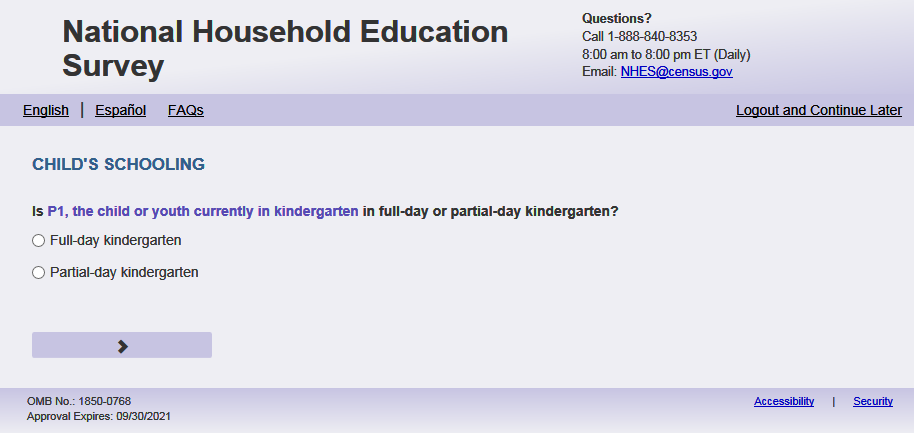 National Household Education
Survey
Questions?
Call 1-888-840-8353
8:00 am to 8:00 pm ET (Daily)
Email: NHES@census.gov
English | Español FAQs
Logout and Continue Later
CHILD'S SCHOOLING
Is P1, the child or youth currently in kindergarten in full-day or partial-day kindergarten?
Full-day kindergarten
Partial-day kindergarten
OMB No.: 1850-0768
Approval Expires: 09/30/2021
Accessibility | Security